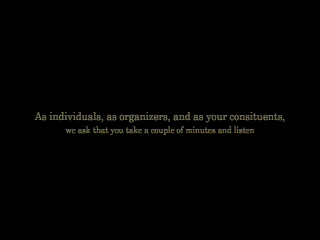 As individuals, as organizers, and as your consituents,
we ask that you take a couple of minutes and listen